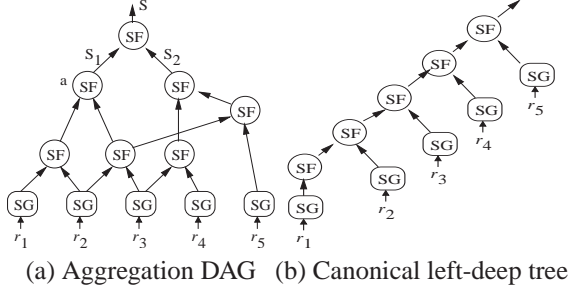 S
SF
S1 S2
SF
SF
a SF SF
SF
SF
SF
SF SF SF
SF
SF
SG SG SG SG SG
SG SG SG SG SG
r1 r2 r3 r4 r5
r1 r2 r3 r4 r5
(a) Aggregation DAG (b) Canonical left-deep tree